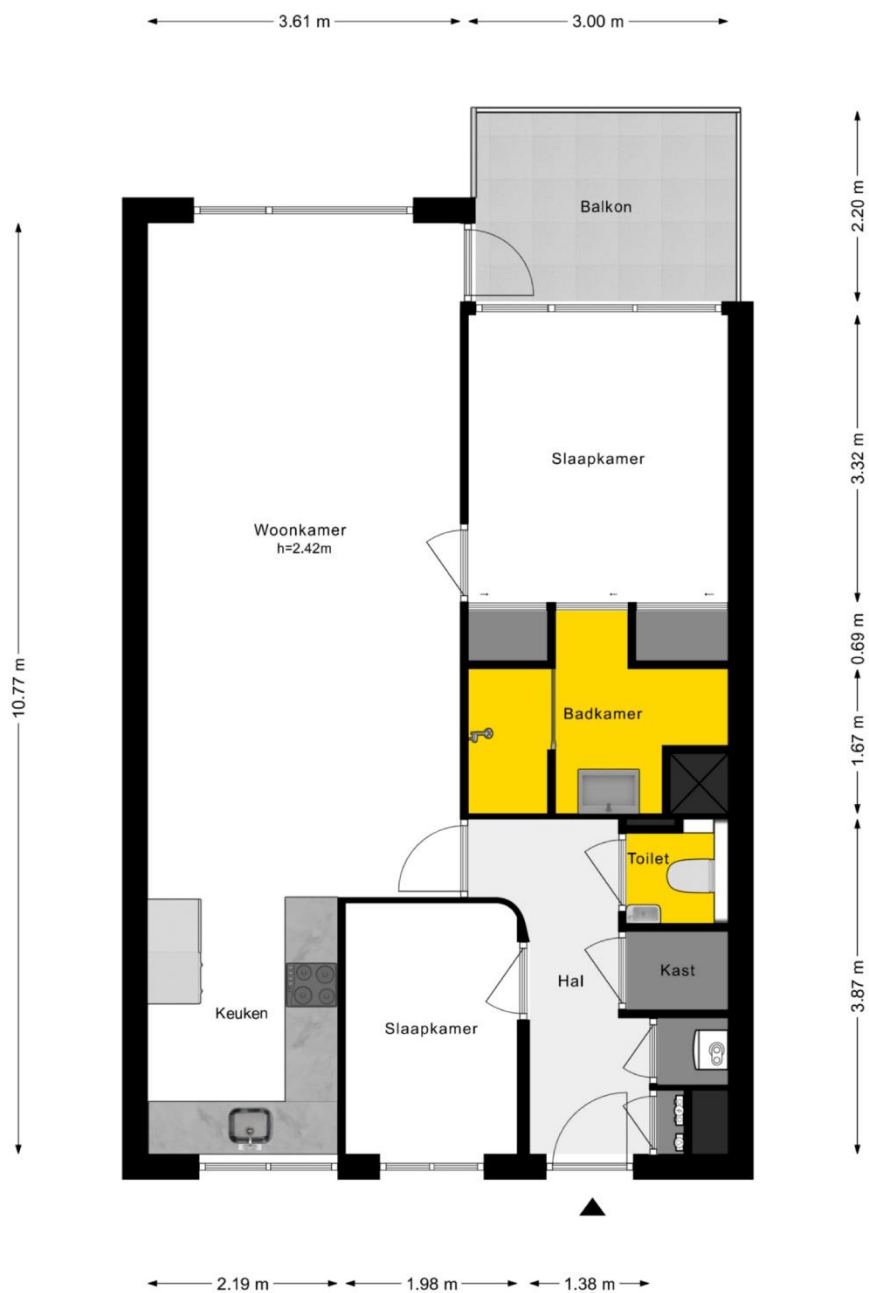 3.61 m
3.00 m
Balkon
2.20 m
Slaapkamer
3.32 m
Woonkamer
h=2.42m
10.77 m
0.69 m
Badkamer
1.67 m
Toilet
Kast
Hal
3.87 m
Keuken
Slaapkamer
2.19 m
1.98 m
1.38 m